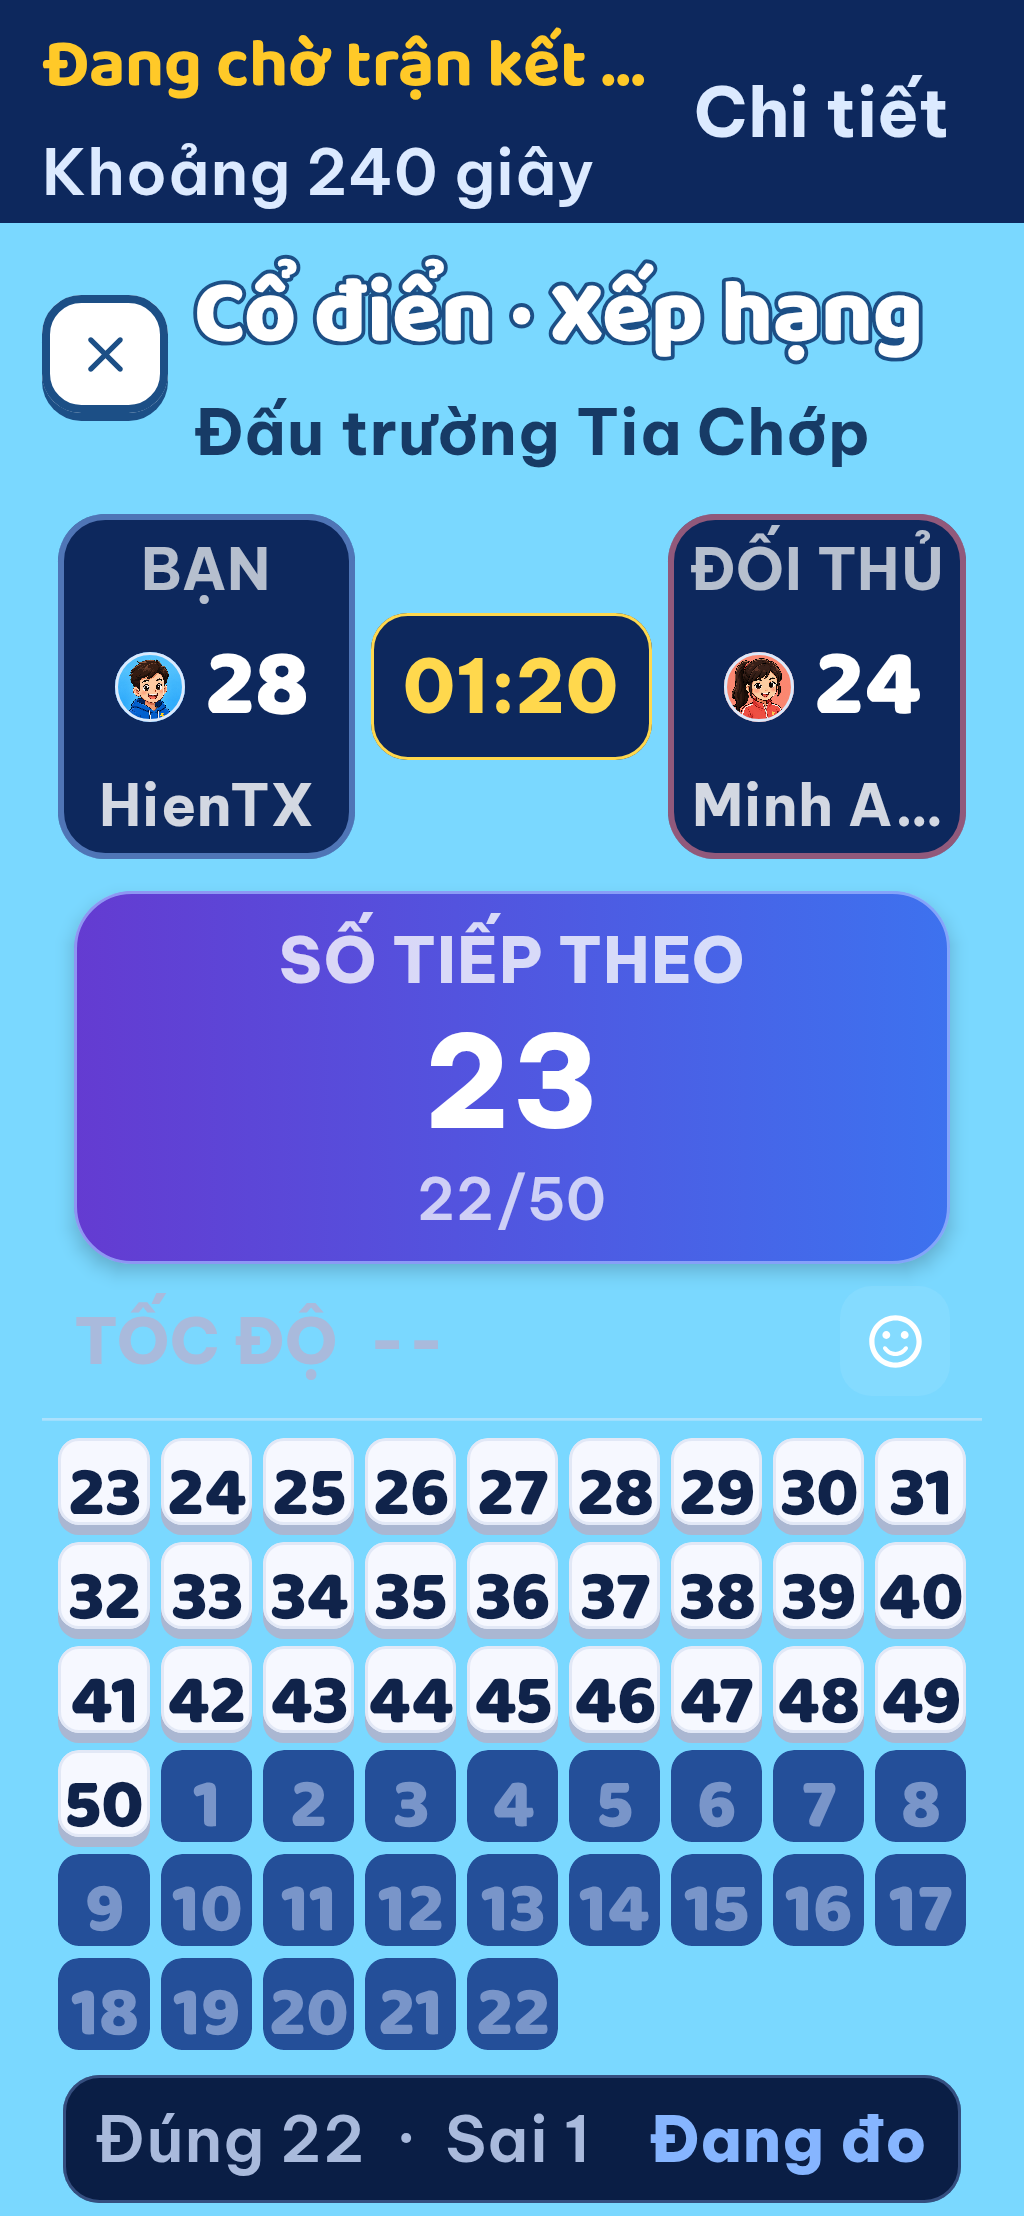 Đang chờ trận kết ...
Khoảng 240 giây
Chi tiết
Cổ điển · Xếp hạng
Đấu trường Tia Chớp
BẠN
28
HienTX
01:20
ĐỐI THỦ
24
Minh A...
SỐ TIẾP THEO
23
22/50
TỐC ĐỘ --
23 24 25 26 27 28 29 30 31
32 33 34 35 36 37 38 39 40
41 42 43 44 45 46 47 48 49
50 1 2 3 4 5 6 7 8
9 10 11 12 13 14 15 16 17
18 19 20 21 22
Đúng 22 · Sai 1 Đang đo